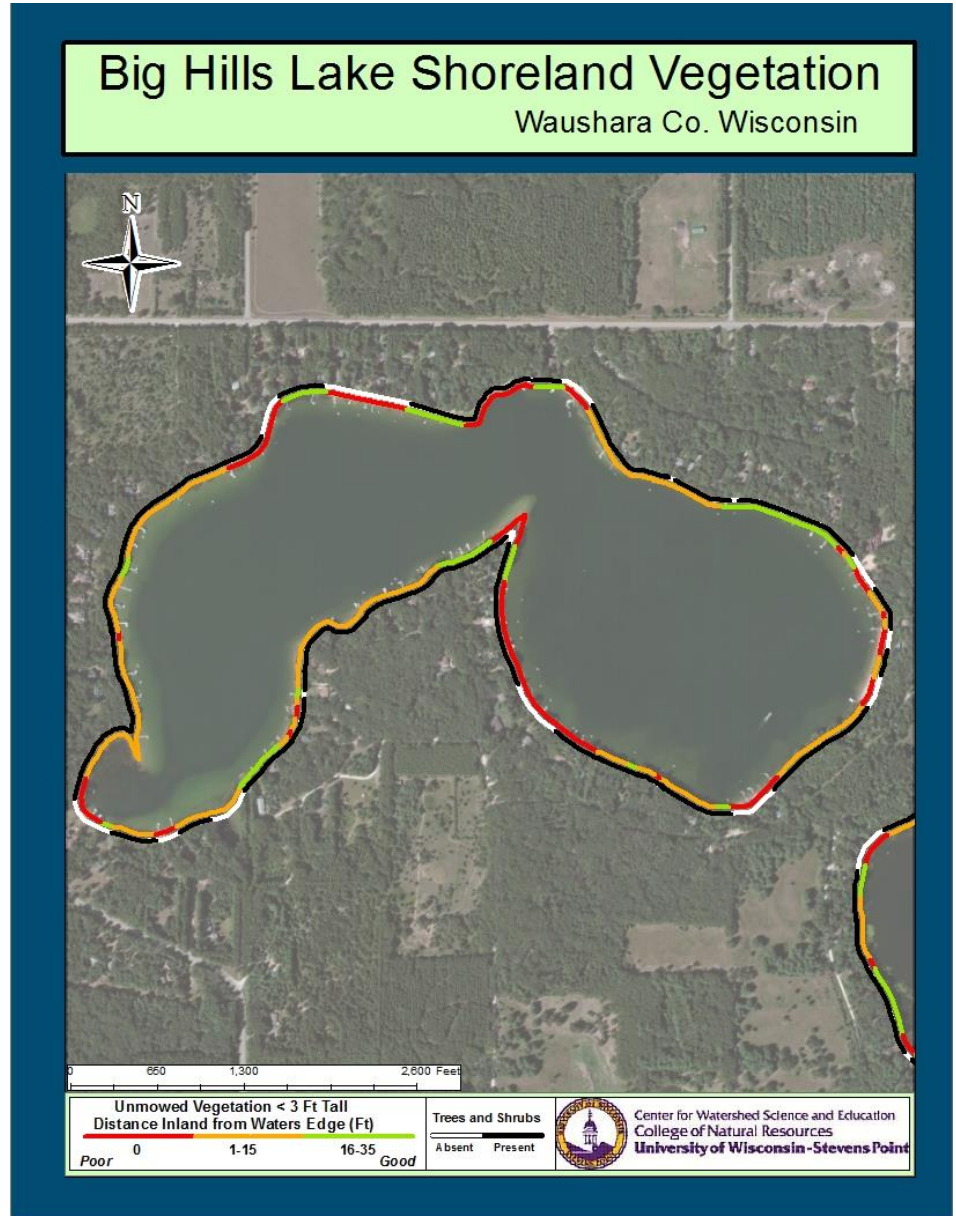 Big Hills Lake Shoreland Vegetation
Waushara Co. Wisconsin
N
0 650 1,300 2,600 Feet
Unmowed Vegetation < 3 Ft Tall
Distance Inland from Waters Edge (Ft)
0 1-15 16-35
Poor Good
Trees and Shrubs
Absent Present
Center for Watershed Science and Education
College of Natural Resources
University of Wisconsin-Stevens Point